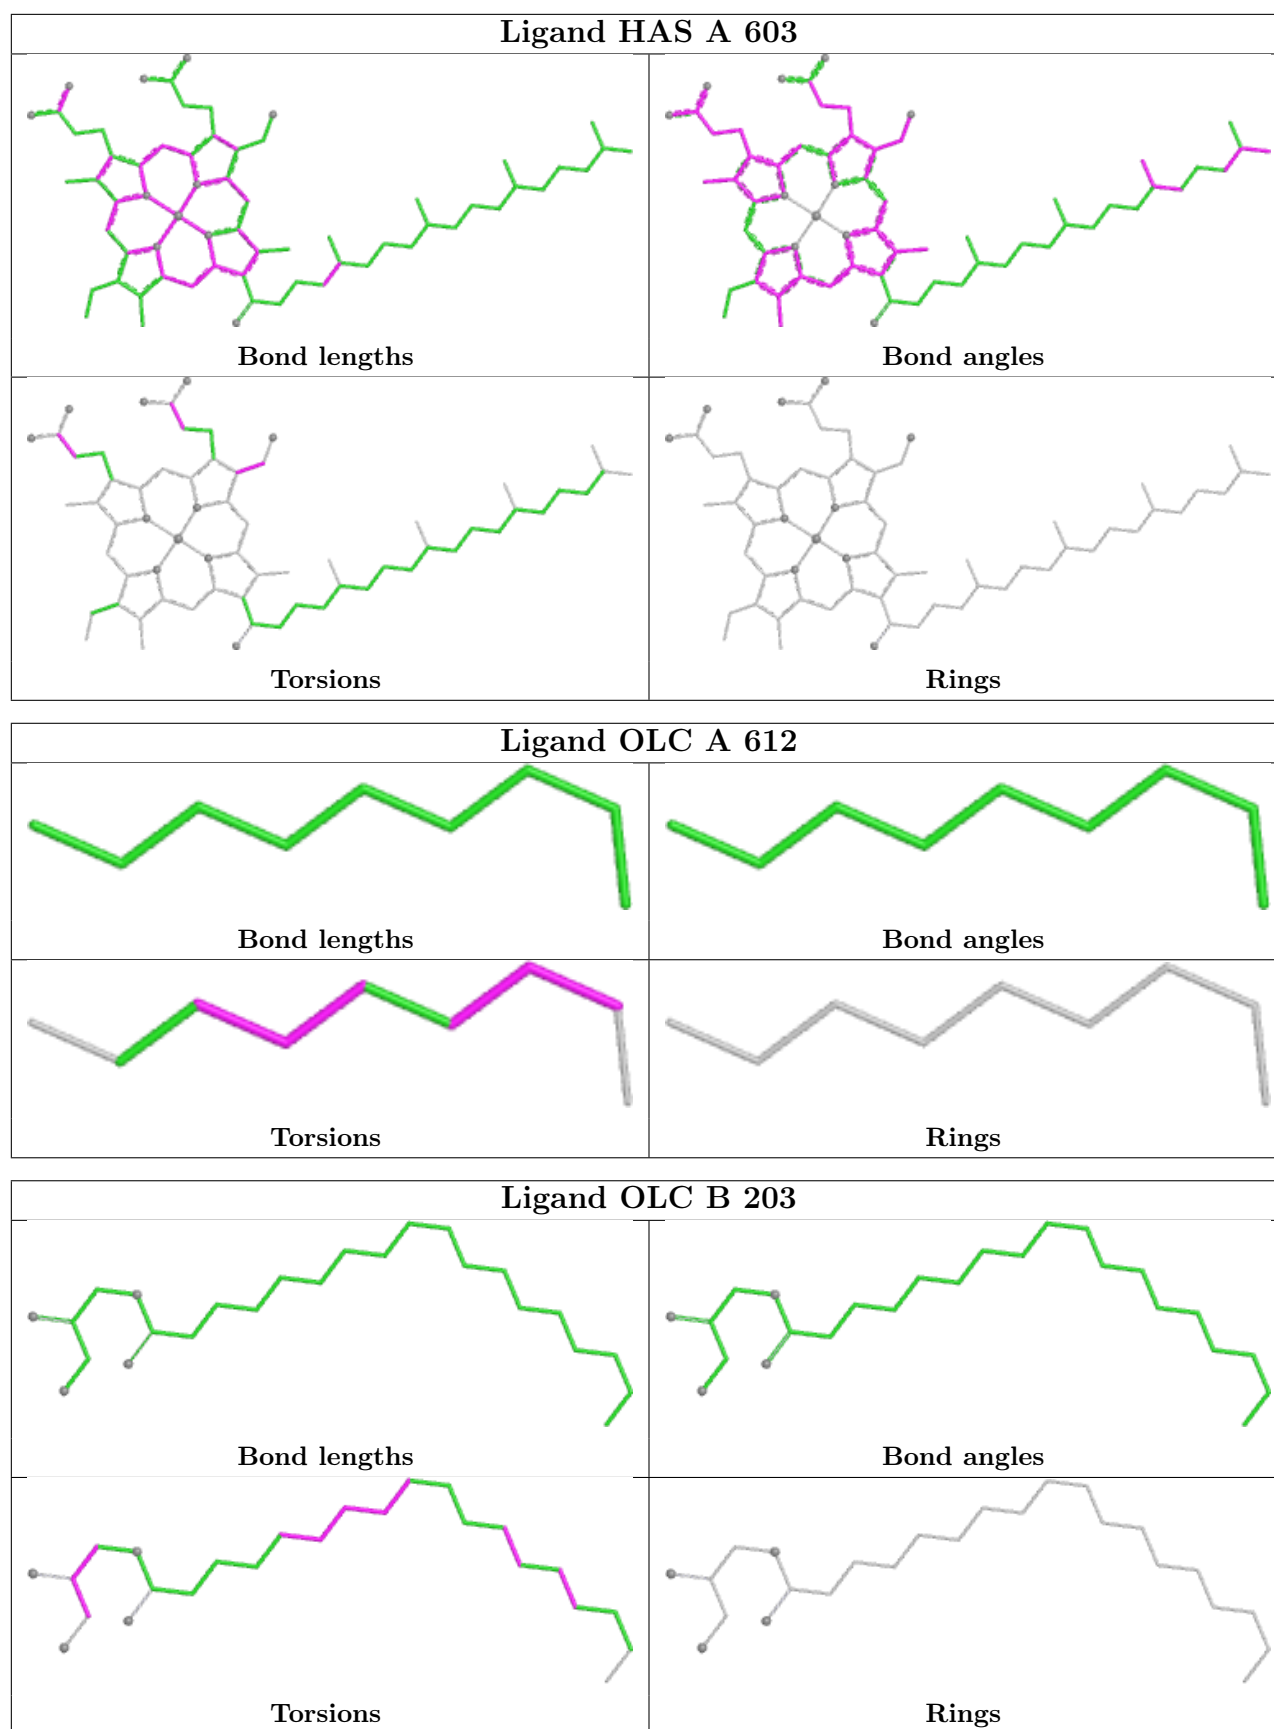 Ligand HAS A 603
Bond lengths
Bond angles
Torsions
Rings
Ligand OLC A 612
Bond lengths
Bond angles
Torsions
Rings
Ligand OLC B 203
Bond lengths
Bond angles
Torsions
Rings